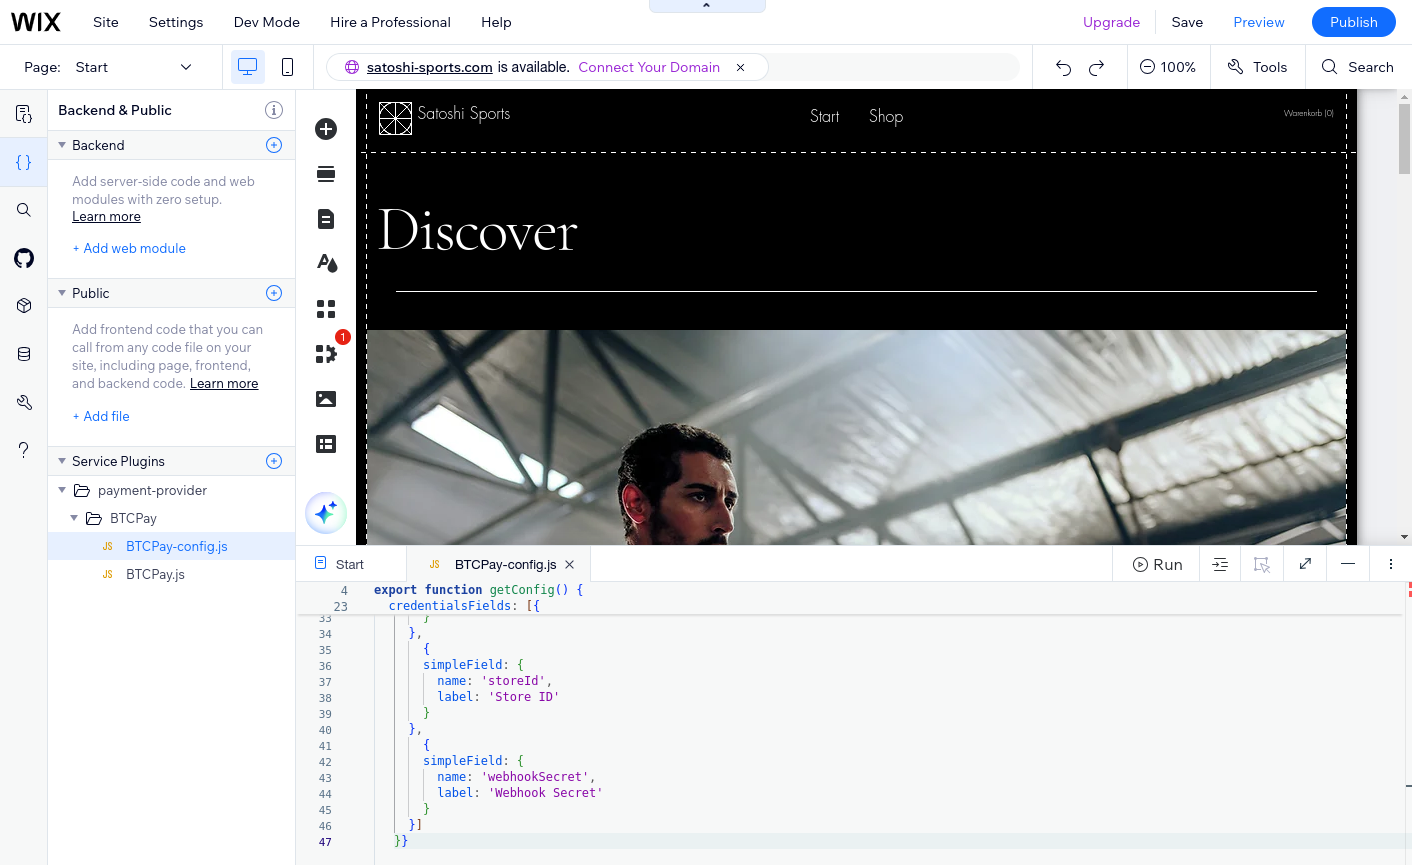 WIX Site Settings Dev Mode Hire a Professional Help Upgrade Save Preview Publish
Page: Start satoshi-sports.com is available. Connect Your Domain × 100% Tools Search
Backend & Public
Backend
Add server-side code and web
modules with zero setup.
Learn more
+ Add web module
Public
Add frontend code that you can
call from any code file on your
site, including page, frontend,
and backend code. Learn more
+ Add file
Service Plugins
payment-provider
BTCPay
JS BTCPay-config.js
JS BTCPay.js
1
Satoshi Sports Start Shop Warenkorb (0)
Discover
Start JS BTCPay-config.js × Run
4 export function getConfig() {
23 credentialsFields: [{
33 }
34 },
35 {
36 simpleField: {
37 name: 'storeId',
38 label: 'Store ID'
39 }
40 },
41 {
42 simpleField: {
43 name: 'webhookSecret',
44 label: 'Webhook Secret'
45 }
46 }]
47 }}